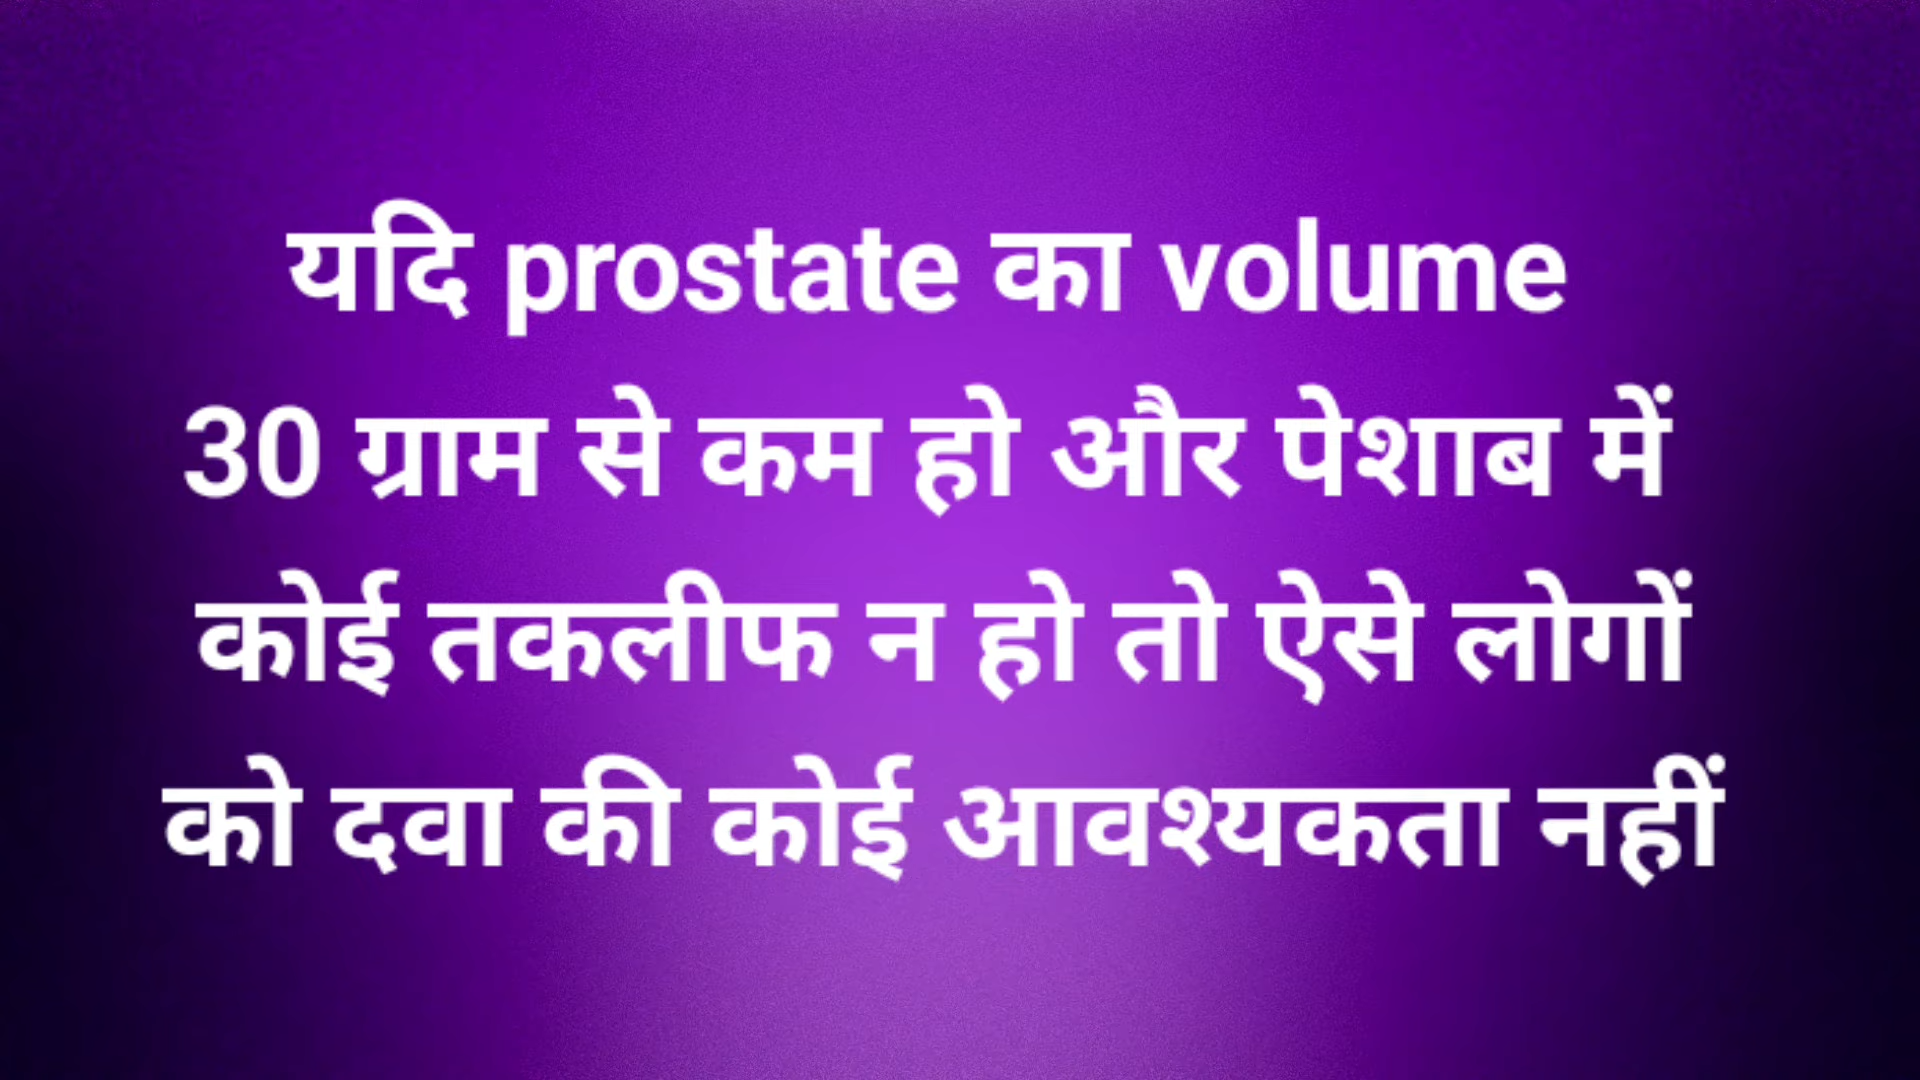 यदि prostate का volume
30 ग्राम से कम हो और पेशाब में
कोई तकलीफ न हो तो ऐसे लोगों
को दवा की कोई आवश्यकता नहीं